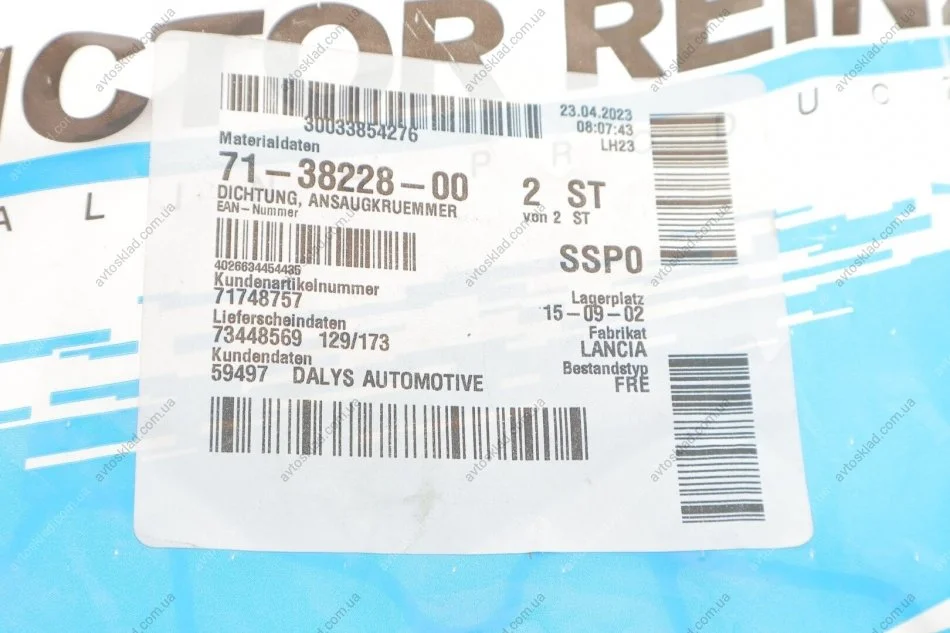 CTOR REIN
A L I N P R O D U C
30033854276
23.04.2023
08:07:43
LH23
Materialdaten
71-38228-00
2 ST
DICHTUNG, ANSAUGKRUEMMER
von 2 ST
EAN-Nummer
4026634454435
SSPO
Kundenartikelnummer
71748757
Lagerplatz
15-09-02
Lieferscheindaten
73448569 129/173
Fabrikat
LANCIA
Kundendaten
59497 DALYS AUTOMOTIVE
Bestandstyp
FRE
avtosklad.com.ua